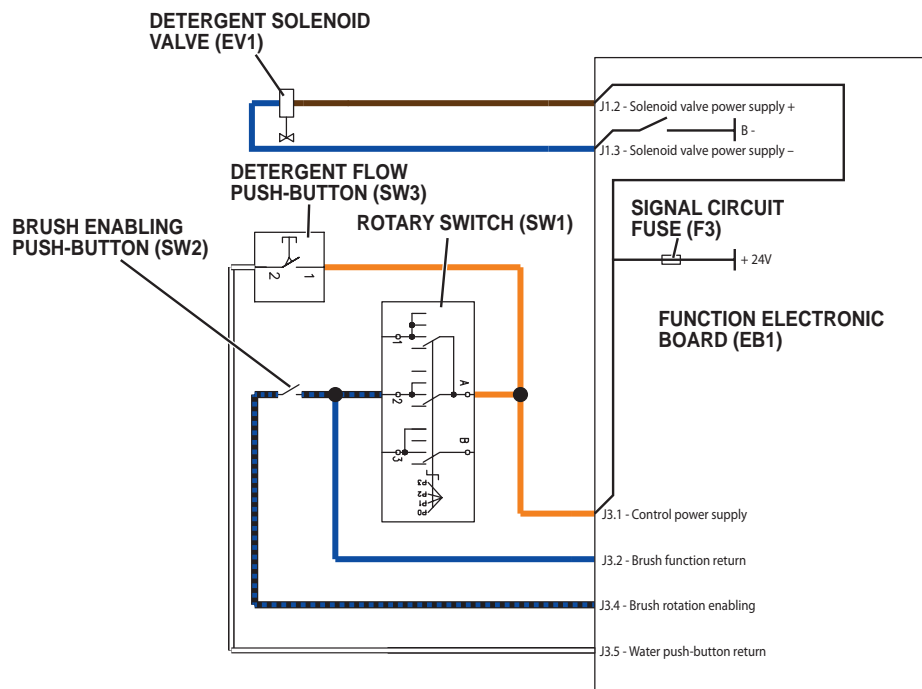 DETERGENT SOLENOID
VALVE (EV1)
J1.2 - Solenoid valve power supply +
B -
J1.3 - Solenoid valve power supply –
DETERGENT FLOW
PUSH-BUTTON (SW3)
ROTARY SWITCH (SW1)
SIGNAL CIRCUIT
FUSE (F3)
BRUSH ENABLING
PUSH-BUTTON (SW2)
+ 24V
2
1
FUNCTION ELECTRONIC
BOARD (EB1)
1
A
2
B
3
P3
P2
P1
P0
J3.1 - Control power supply
J3.2 - Brush function return
J3.4 - Brush rotation enabling
J3.5 - Water push-button return